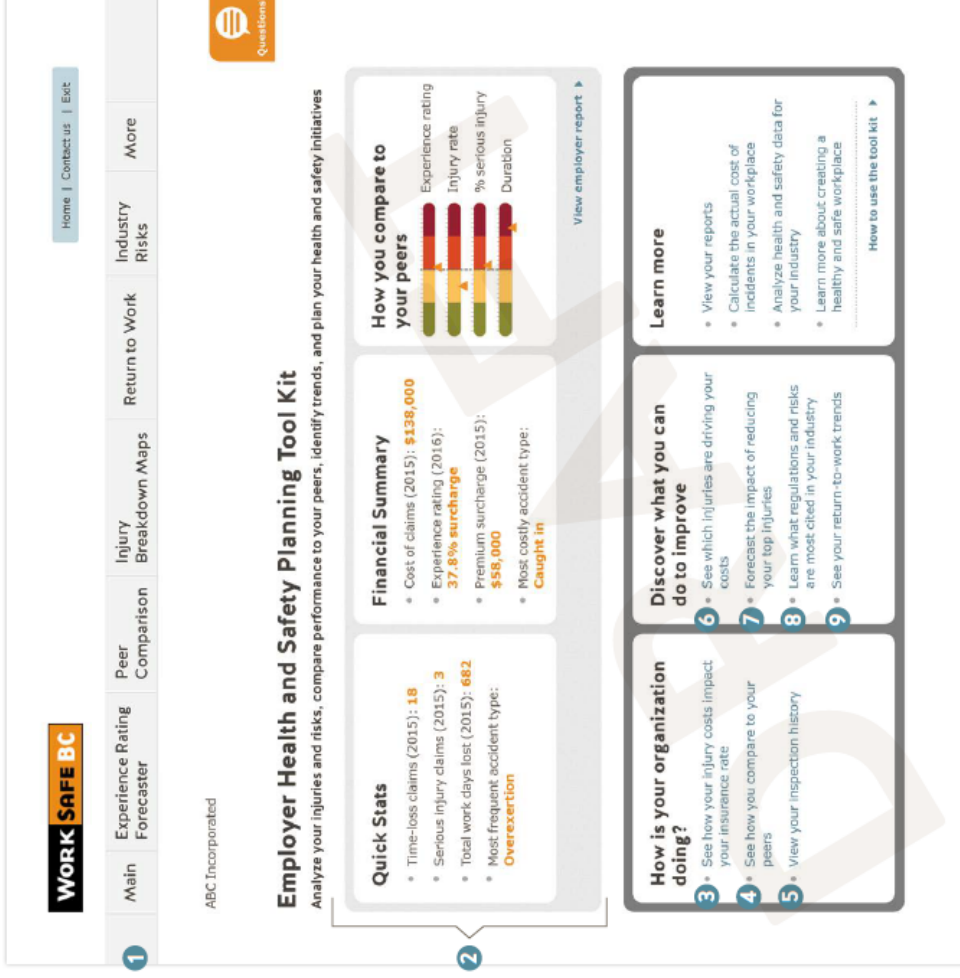 WORK SAFE BC
Home | Contact us | Exit
1
Main
Experience Rating
Forecaster
Peer
Comparison
Injury
Breakdown Maps
Return to Work
Industry
Risks
More
ABC Incorporated
Questions
Employer Health and Safety Planning Tool Kit
Analyze your injuries and risks, compare performance to your peers, identify trends, and plan your health and safety initiatives
2
Quick Stats
• Time-loss claims (2015): 18
• Serious injury claims (2015): 3
• Total work days lost (2015): 682
• Most frequent accident type:
Overexertion
Financial Summary
• Cost of claims (2015): $138,000
• Experience rating (2016):
37.8% surcharge
• Premium surcharge (2015):
$58,000
• Most costly accident type:
Caught in
How you compare to
your peers
Experience rating
Injury rate
% serious injury
Duration
View employer report
How is your organization
doing?
3 • See how your injury costs impact
your insurance rate
4 • See how you compare to your
peers
5 • View your inspection history
Discover what you can
do to improve
6 • See which injuries are driving your
costs
7 • Forecast the impact of reducing
your top injuries
8 • Learn what regulations and risks
are most cited in your industry
9 • See your return-to-work trends
Learn more
• View your reports
• Calculate the actual cost of
incidents in your workplace
• Analyze health and safety data for
your industry
• Learn more about creating a
healthy and safe workplace
How to use the tool kit
DRAFT